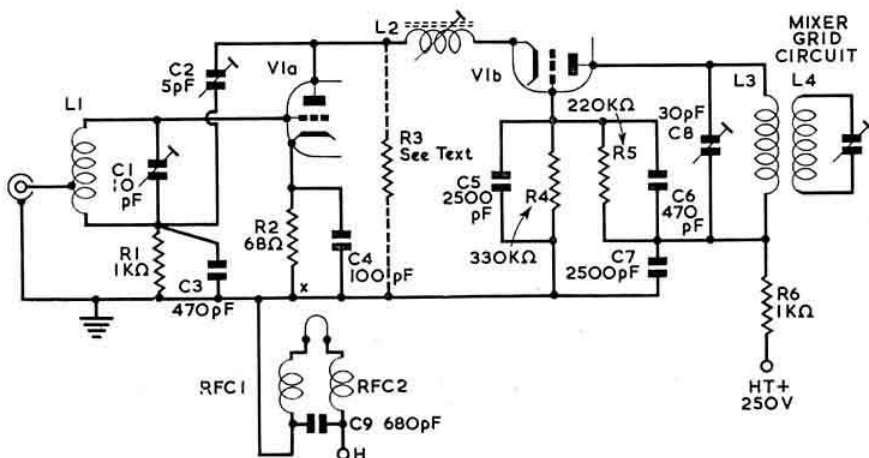 L1
C1
10
pF
C2
5pF
V1a
L2
V1b
MIXER
GRID
CIRCUIT
L3
L4
R1
1KΩ
C3
470pF
R2
68Ω
C4
100pF
x
R3
See Text
C5
2500
pF
R4
330KΩ
220KΩ
R5
C6
470
pF
C7
2500pF
30pF
C8
R6
1KΩ
HT+
250V
RFC1
RFC2
C9 680pF
H